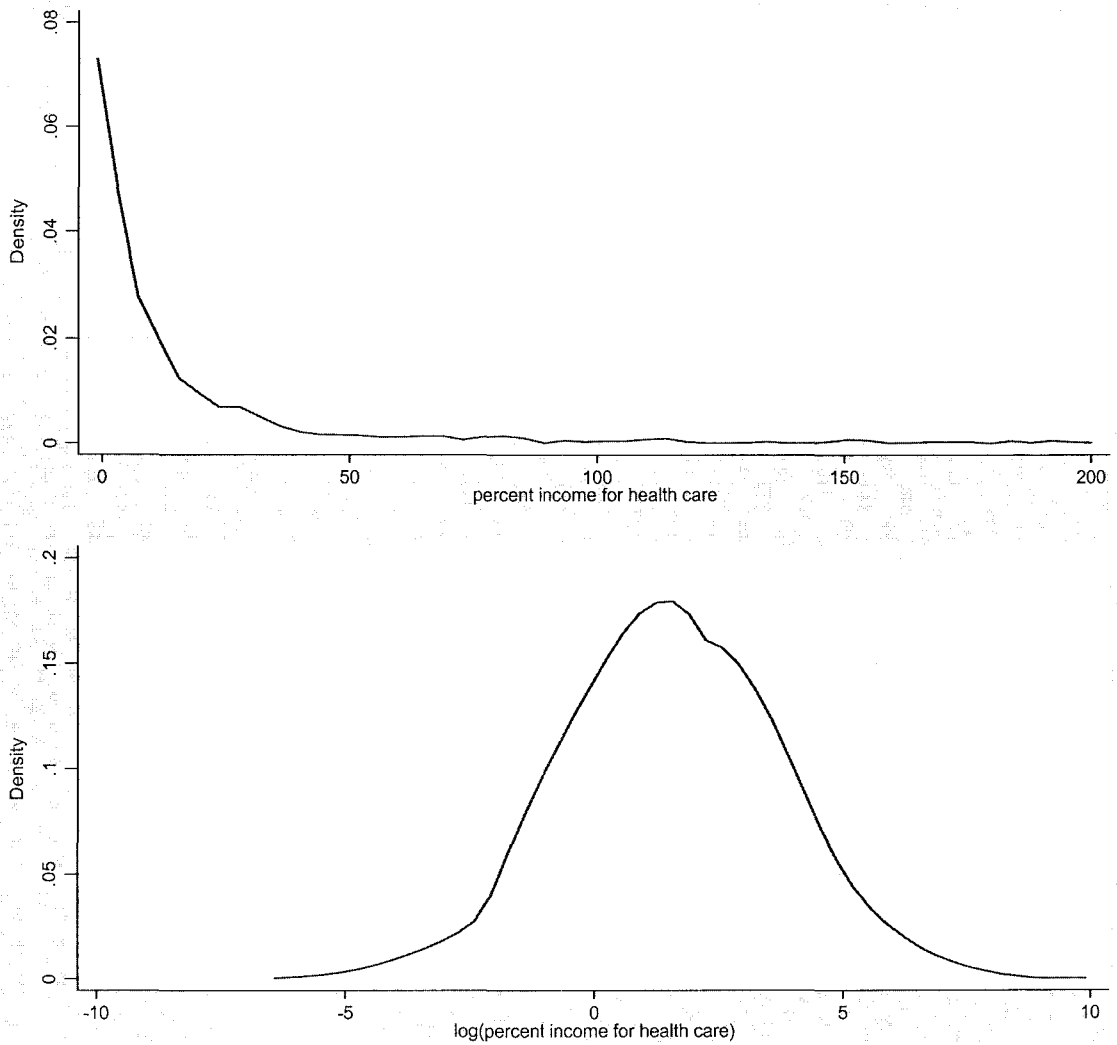 .08
.06
.04
.02
0
Density
0 50 100 150 200
percent income for health care
.2
.15
.1
.05
0
Density
-10 -5 0 5 10
log(percent income for health care)